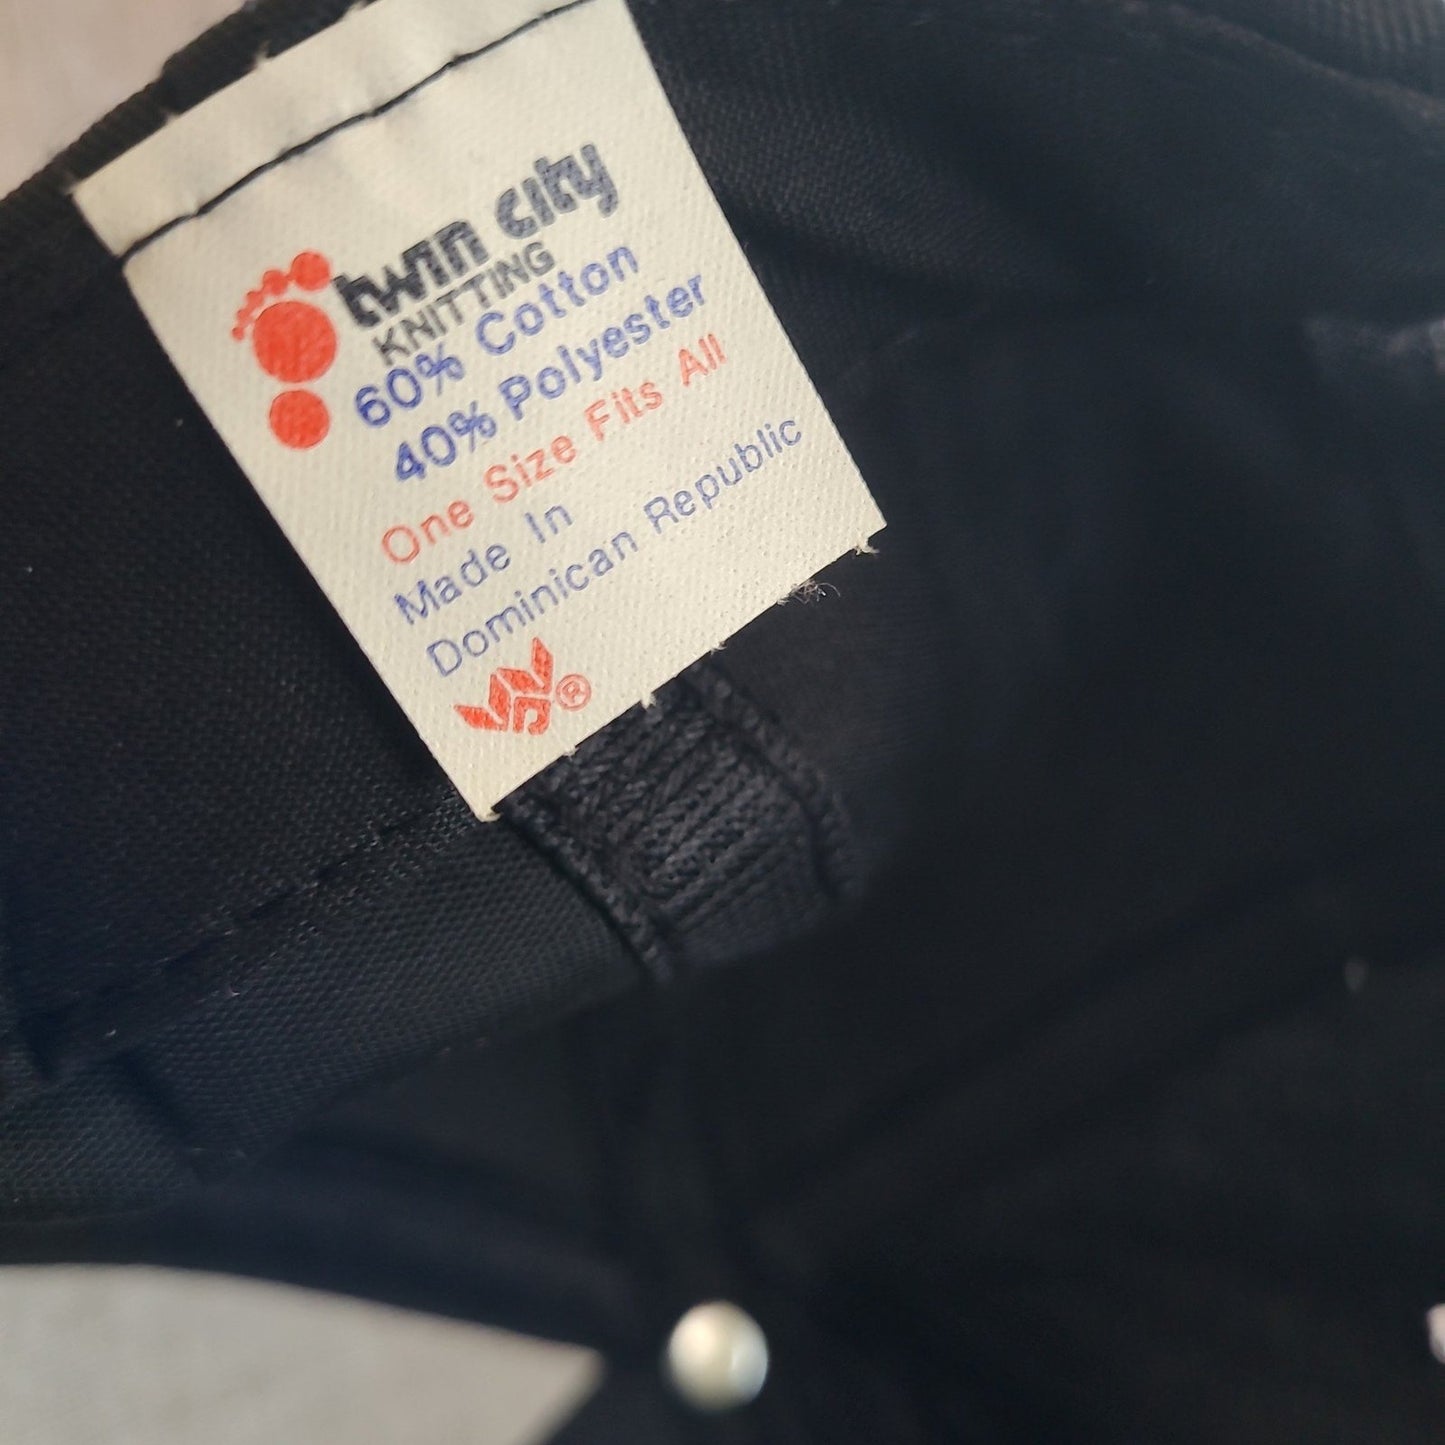 twin city
KNITTING
60% Cotton
40% Polyester
One Size Fits All
Made In
Dominican Republic
®